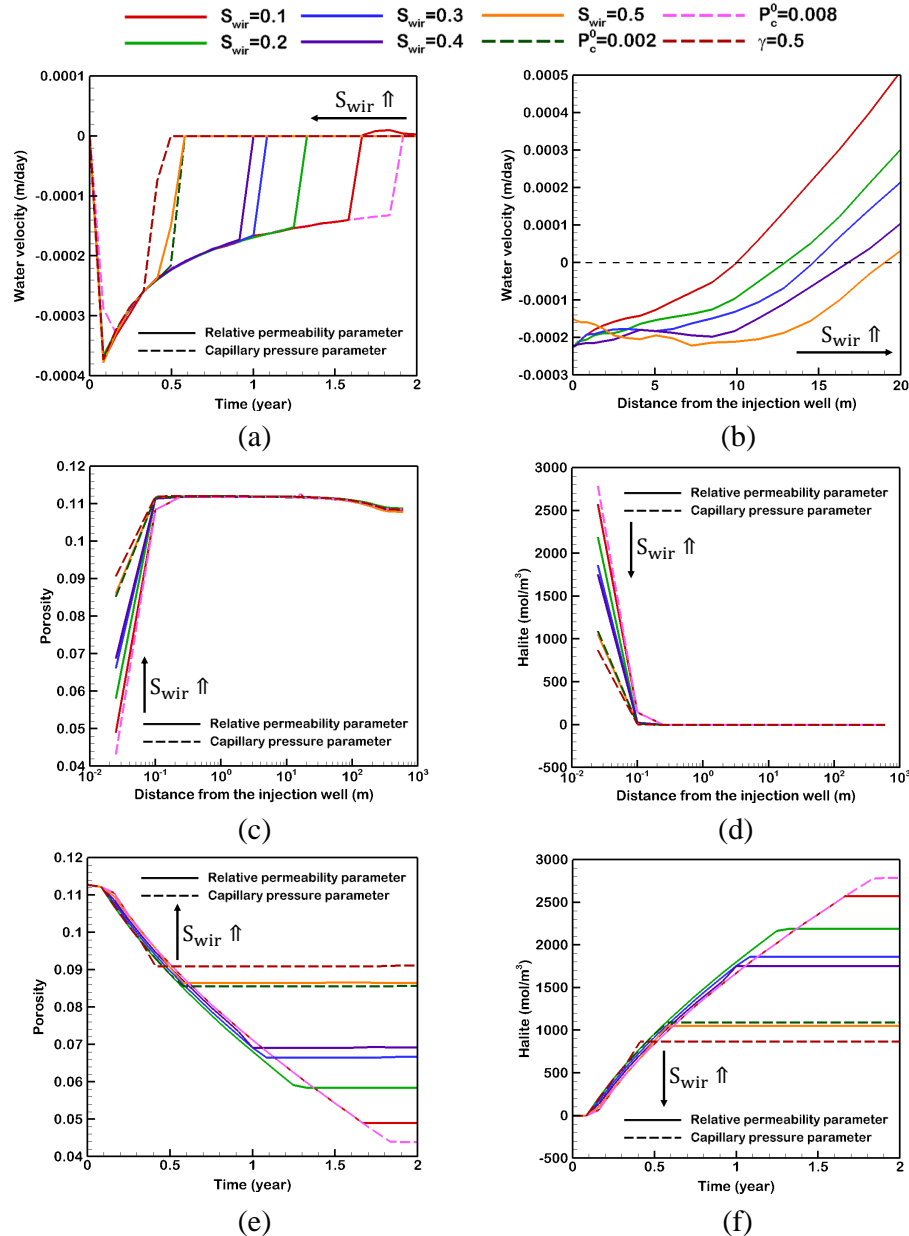 S_wir=0.1 S_wir=0.3 S_wir=0.5 P_c^0=0.008
S_wir=0.2 S_wir=0.4 P_c^0=0.002 γ=0.5
0.0001
0
-0.0001
-0.0002
-0.0003
-0.0004
Water velocity (m/day)
S_wir ⇑
Relative permeability parameter
Capillary pressure parameter
0 0.5 1 1.5 2
Time (year)
(a)
0.0005
0.0004
0.0003
0.0002
0.0001
0
-0.0001
-0.0002
-0.0003
Water velocity (m/day)
S_wir ⇑
0 5 10 15 20
Distance from the injection well (m)
(b)
0.12
0.11
0.1
0.09
0.08
0.07
0.06
0.05
0.04
Porosity
S_wir ⇑
Relative permeability parameter
Capillary pressure parameter
10^-2 10^-1 10^0 10^1 10^2 10^3
Distance from the injection well (m)
(c)
3000
2500
2000
1500
1000
500
0
-500
Halite (mol/m^3)
Relative permeability parameter
Capillary pressure parameter
S_wir ⇑
10^-2 10^-1 10^0 10^1 10^2 10^3
Distance from the injection well (m)
(d)
0.12
0.11
0.1
0.09
0.08
0.07
0.06
0.05
0.04
Porosity
Relative permeability parameter
Capillary pressure parameter
S_wir ⇑
0 0.5 1 1.5 2
Time (year)
(e)
3000
2500
2000
1500
1000
500
0
-500
Halite (mol/m^3)
S_wir ⇑
Relative permeability parameter
Capillary pressure parameter
0 0.5 1 1.5 2
Time (year)
(f)